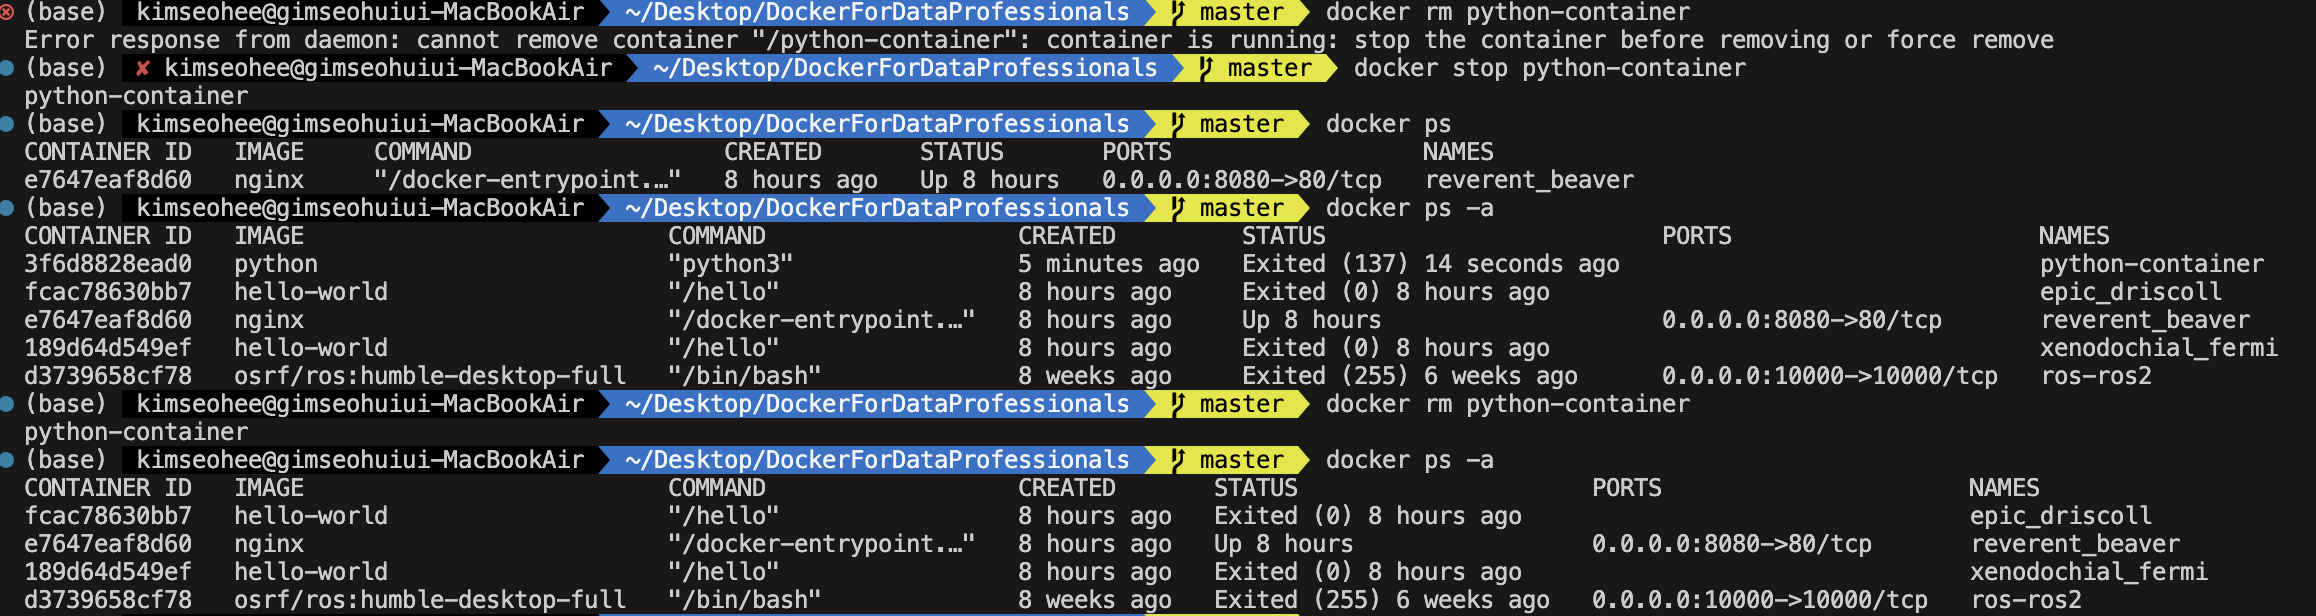 (base) kimseohee@gimseohuiui-MacBookAir ~/Desktop/DockerForDataProfessionals master docker rm python-container
Error response from daemon: cannot remove container "/python-container": container is running: stop the container before removing or force remove
(base) ✘ kimseohee@gimseohuiui-MacBookAir ~/Desktop/DockerForDataProfessionals master docker stop python-container
python-container
(base) kimseohee@gimseohuiui-MacBookAir ~/Desktop/DockerForDataProfessionals master docker ps
CONTAINER ID IMAGE COMMAND CREATED STATUS PORTS NAMES
e7647eaf8d60 nginx "/docker-entrypoint.…" 8 hours ago Up 8 hours 0.0.0.0:8080->80/tcp reverent_beaver
(base) kimseohee@gimseohuiui-MacBookAir ~/Desktop/DockerForDataProfessionals master docker ps -a
CONTAINER ID IMAGE COMMAND CREATED STATUS PORTS NAMES
3f6d8828ead0 python "python3" 5 minutes ago Exited (137) 14 seconds ago python-container
fcac78630bb7 hello-world "/hello" 8 hours ago Exited (0) 8 hours ago epic_driscoll
e7647eaf8d60 nginx "/docker-entrypoint.…" 8 hours ago Up 8 hours 0.0.0.0:8080->80/tcp reverent_beaver
189d64d549ef hello-world "/hello" 8 hours ago Exited (0) 8 hours ago xenodochial_fermi
d3739658cf78 osrf/ros:humble-desktop-full "/bin/bash" 8 weeks ago Exited (255) 6 weeks ago 0.0.0.0:10000->10000/tcp ros-ros2
(base) kimseohee@gimseohuiui-MacBookAir ~/Desktop/DockerForDataProfessionals master docker rm python-container
python-container
(base) kimseohee@gimseohuiui-MacBookAir ~/Desktop/DockerForDataProfessionals master docker ps -a
CONTAINER ID IMAGE COMMAND CREATED STATUS PORTS NAMES
fcac78630bb7 hello-world "/hello" 8 hours ago Exited (0) 8 hours ago epic_driscoll
e7647eaf8d60 nginx "/docker-entrypoint.…" 8 hours ago Up 8 hours 0.0.0.0:8080->80/tcp reverent_beaver
189d64d549ef hello-world "/hello" 8 hours ago Exited (0) 8 hours ago xenodochial_fermi
d3739658cf78 osrf/ros:humble-desktop-full "/bin/bash" 8 weeks ago Exited (255) 6 weeks ago 0.0.0.0:10000->10000/tcp ros-ros2